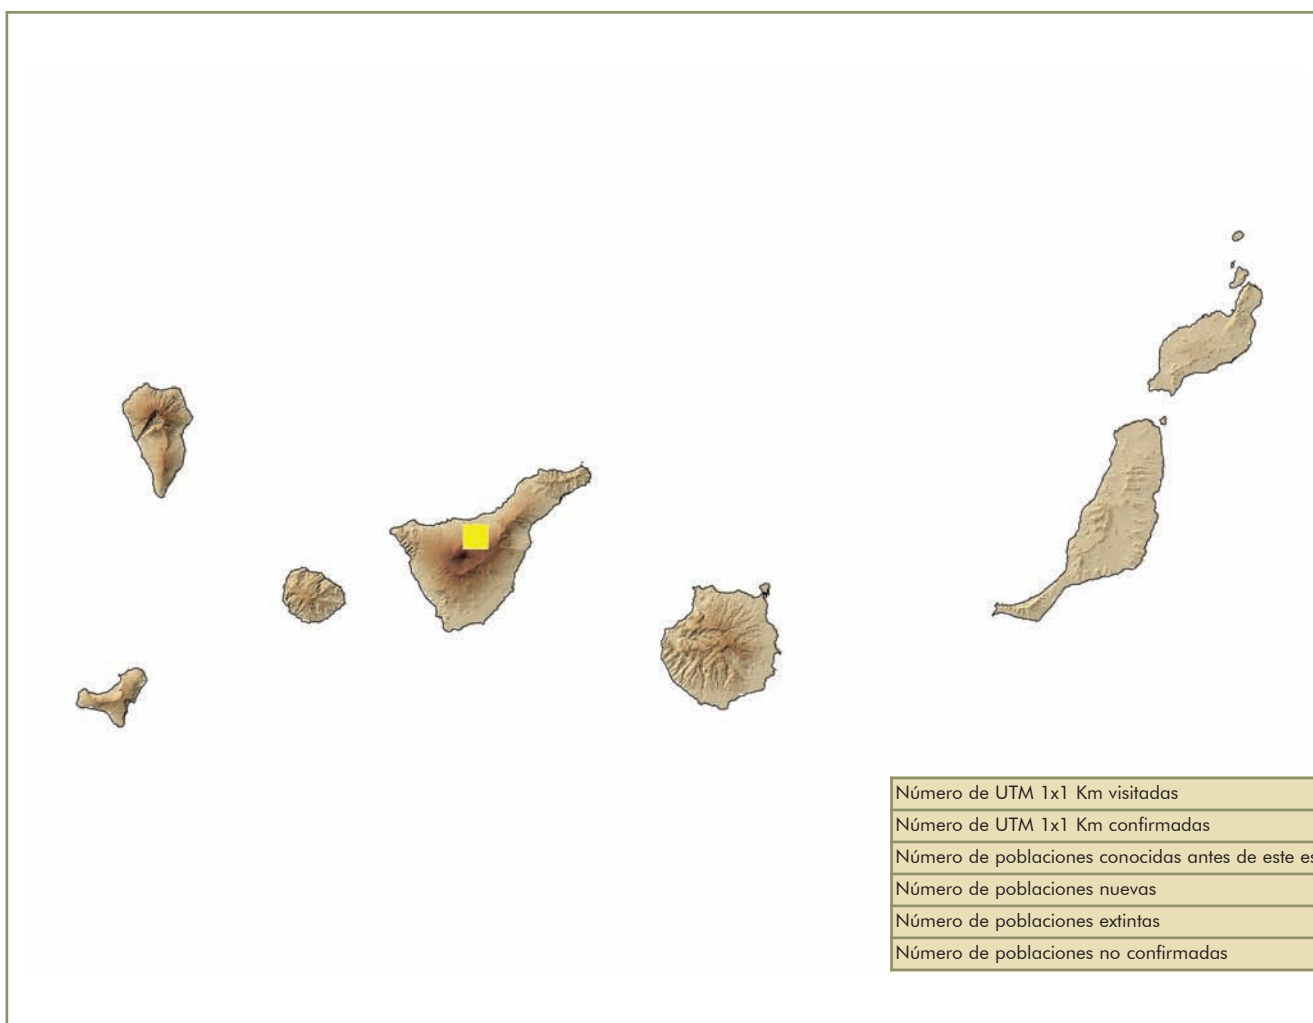 Número de UTM 1x1 Km visitadas
Número de UTM 1x1 Km confirmadas
Número de poblaciones conocidas antes de este
Número de poblaciones nuevas
Número de poblaciones extintas
Número de poblaciones no confirmadas